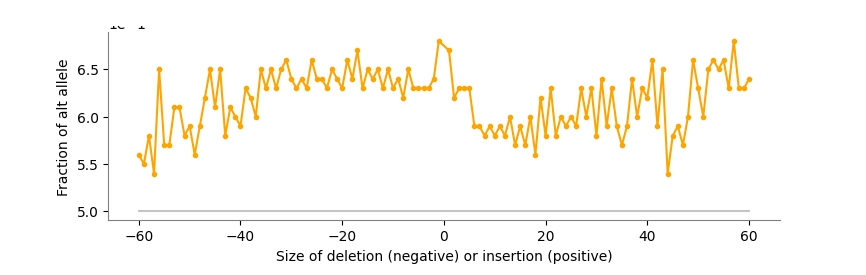 6.5
6.0
5.5
5.0
Fraction of alt allele
−60 −40 −20 0 20 40 60
Size of deletion (negative) or insertion (positive)